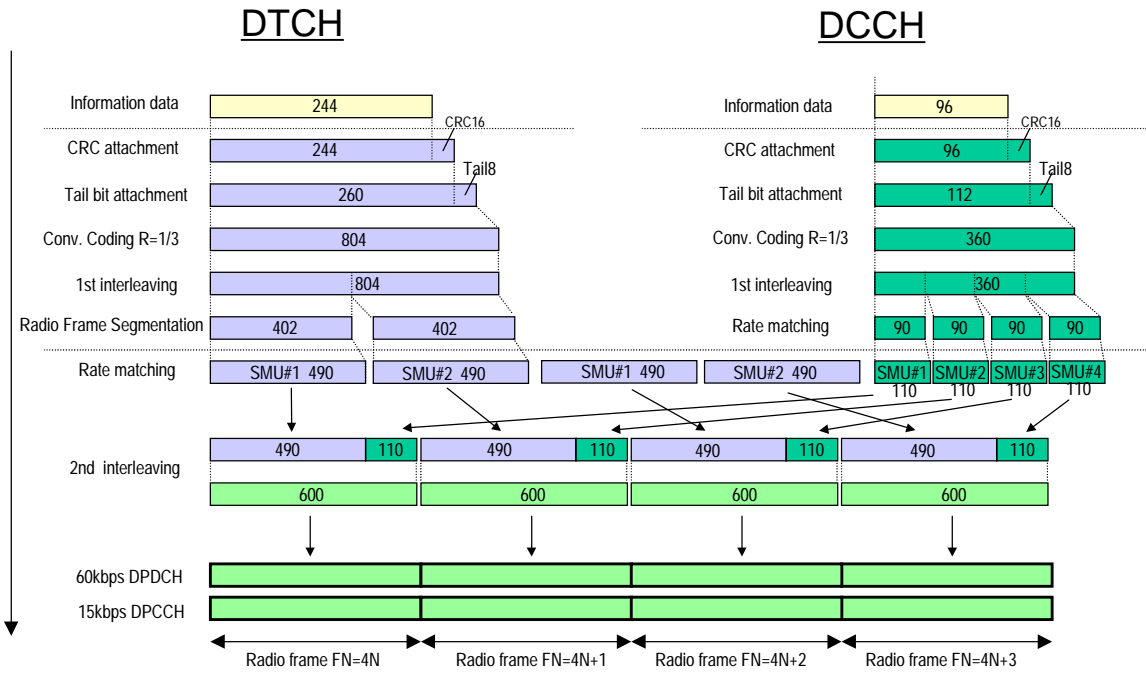 DTCH DCCH
Information data 244 Information data 96
CRC16 CRC16
CRC attachment 244 CRC attachment 96
Tail8 Tail8
Tail bit attachment 260 Tail bit attachment 112
Conv. Coding R=1/3 804 Conv. Coding R=1/3 360
1st interleaving 804 1st interleaving 360
Radio Frame Segmentation 402 402 Rate matching 90 90 90 90
Rate matching SMU#1 490 SMU#2 490 SMU#1 490 SMU#2 490 SMU#1 SMU#2 SMU#3 SMU#4
110 110 110 110
490 110 490 110 490 110 490 110
2nd interleaving
600 600 600 600
60kbps DPDCH
15kbps DPCCH
Radio frame FN=4N Radio frame FN=4N+1 Radio frame FN=4N+2 Radio frame FN=4N+3